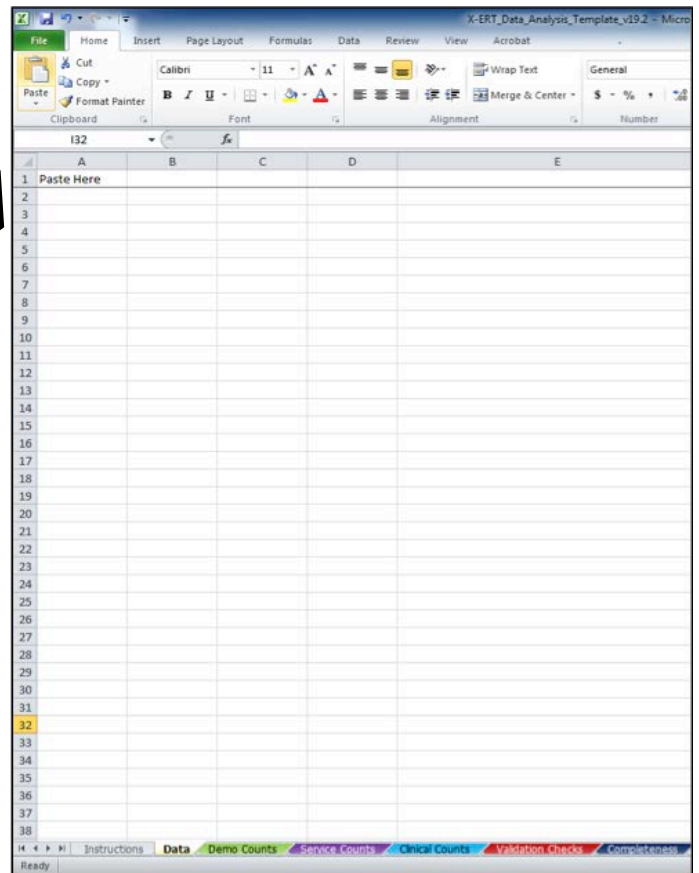 X-ERT_Data_Analysis_Template_v19.2 - Micro
File Home Insert Page Layout Formulas Data Review View Acrobat
Paste
Cut
Copy
Format Painter
Clipboard
Calibri 11 A A
B I U A
Font
Wrap Text
Merge & Center
Alignment
General
$ % ,
Number
I32 fx
A B C D E
1 Paste Here
2
3
4
5
6
7
8
9
10
11
12
13
14
15
16
17
18
19
20
21
22
23
24
25
26
27
28
29
30
31
32
33
34
35
36
37
38
Instructions Data Demo Counts Service Counts Clinical Counts Validation Checks Completeness
Ready